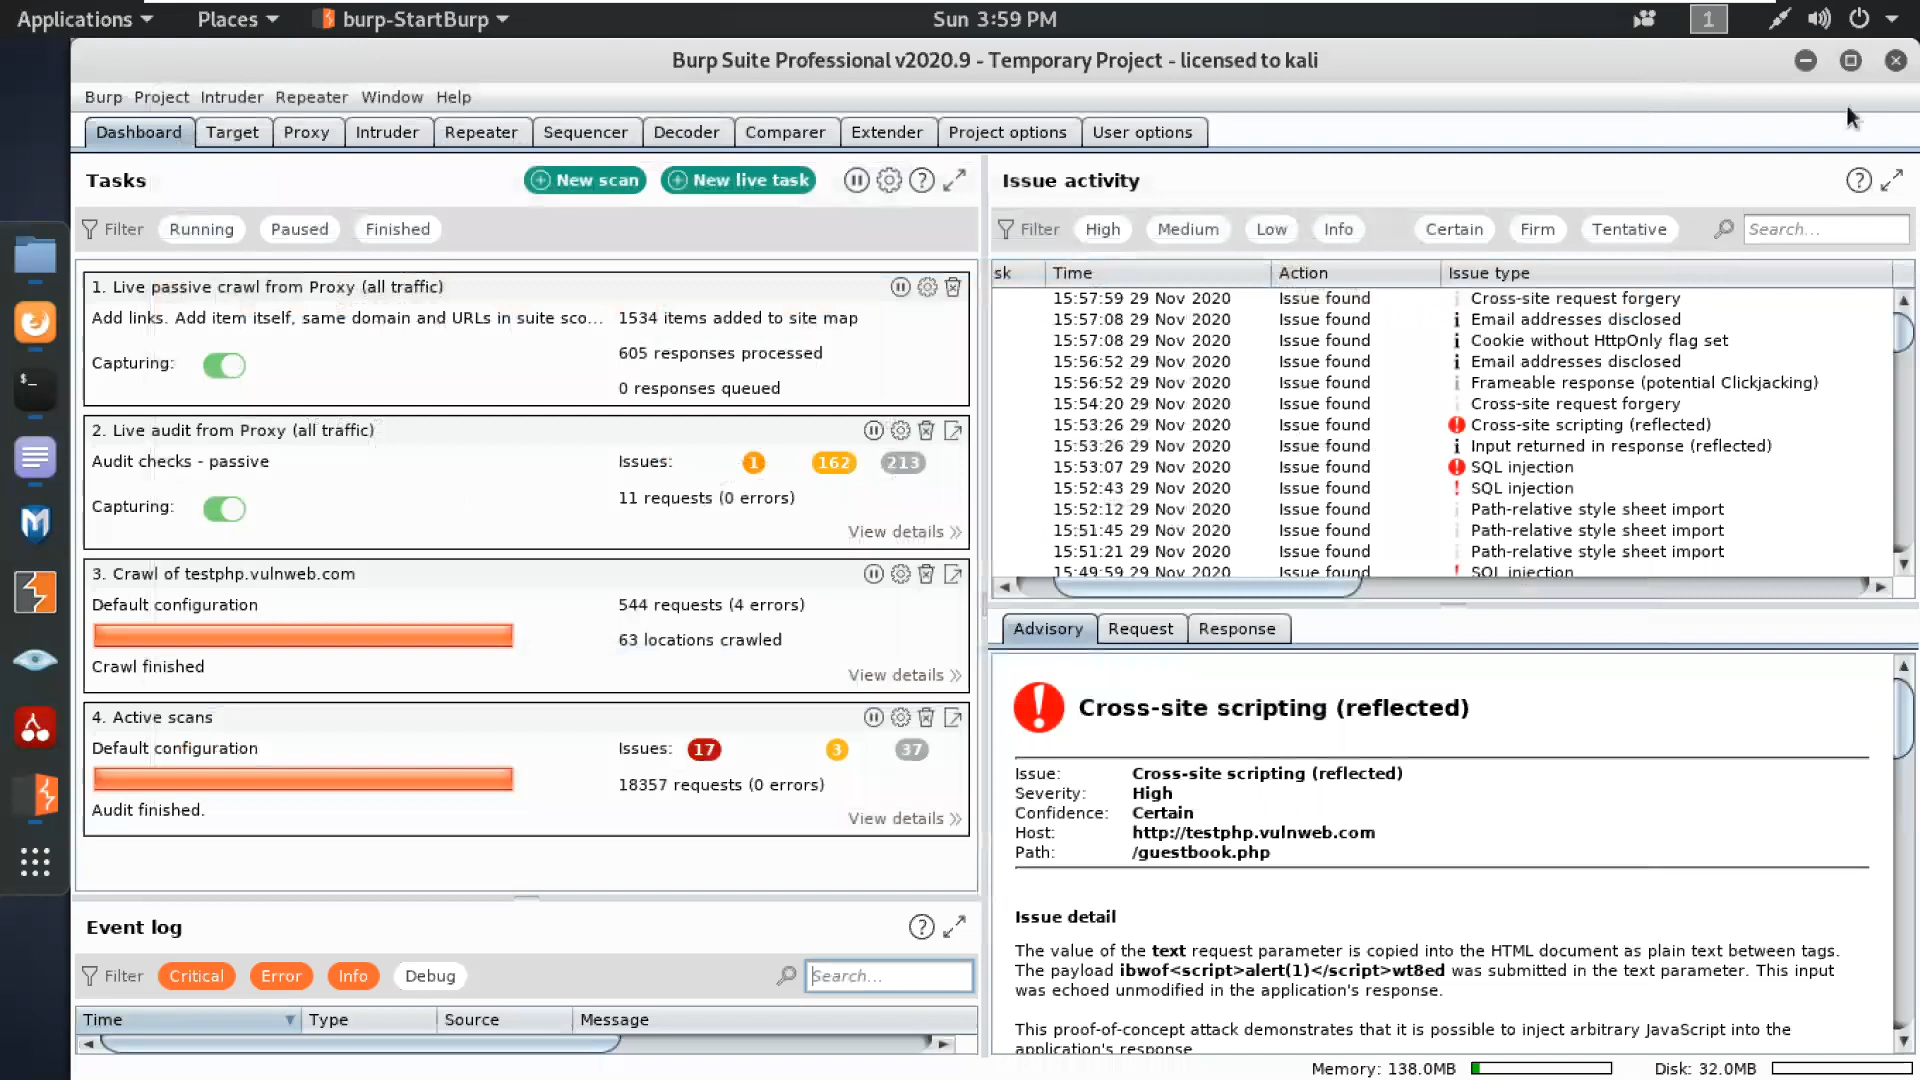 Applications Places burp-StartBurp Sun 3:59 PM 1
Burp Suite Professional v2020.9 - Temporary Project - licensed to kali
Burp Project Intruder Repeater Window Help
Dashboard Target Proxy Intruder Repeater Sequencer Decoder Comparer Extender Project options User options
Tasks
New scan New live task
Filter Running Paused Finished
1. Live passive crawl from Proxy (all traffic)
Add links. Add item itself, same domain and URLs in suite sco... 1534 items added to site map
605 responses processed
Capturing:
0 responses queued
2. Live audit from Proxy (all traffic)
Audit checks - passive Issues: 1 162 213
11 requests (0 errors)
Capturing:
View details
3. Crawl of testphp.vulnweb.com
Default configuration 544 requests (4 errors)
63 locations crawled
Crawl finished
View details
4. Active scans
Default configuration Issues: 17 3 37
18357 requests (0 errors)
Audit finished.
View details
Event log
Filter Critical Error Info Debug Search...
Time Type Source Message
Issue activity
Filter High Medium Low Info Certain Firm Tentative Search...
sk Time Action Issue type
15:57:59 29 Nov 2020 Issue found Cross-site request forgery
15:57:08 29 Nov 2020 Issue found Email addresses disclosed
15:57:08 29 Nov 2020 Issue found Cookie without HttpOnly flag set
15:56:52 29 Nov 2020 Issue found Email addresses disclosed
15:56:52 29 Nov 2020 Issue found Frameable response (potential Clickjacking)
15:54:20 29 Nov 2020 Issue found Cross-site request forgery
15:53:26 29 Nov 2020 Issue found Cross-site scripting (reflected)
15:53:26 29 Nov 2020 Issue found Input returned in response (reflected)
15:53:07 29 Nov 2020 Issue found SQL injection
15:52:43 29 Nov 2020 Issue found SQL injection
15:52:12 29 Nov 2020 Issue found Path-relative style sheet import
15:51:45 29 Nov 2020 Issue found Path-relative style sheet import
15:51:21 29 Nov 2020 Issue found Path-relative style sheet import
15:49:59 29 Nov 2020 Issue found SQL injection
Advisory Request Response
Cross-site scripting (reflected)
Issue: Cross-site scripting (reflected)
Severity: High
Confidence: Certain
Host: http://testphp.vulnweb.com
Path: /guestbook.php
Issue detail
The value of the text request parameter is copied into the HTML document as plain text between tags.
The payload ibwof<script>alert(1)</script>wt8ed was submitted in the text parameter. This input
was echoed unmodified in the application's response.
This proof-of-concept attack demonstrates that it is possible to inject arbitrary JavaScript into the
application's response
Memory: 138.0MB Disk: 32.0MB